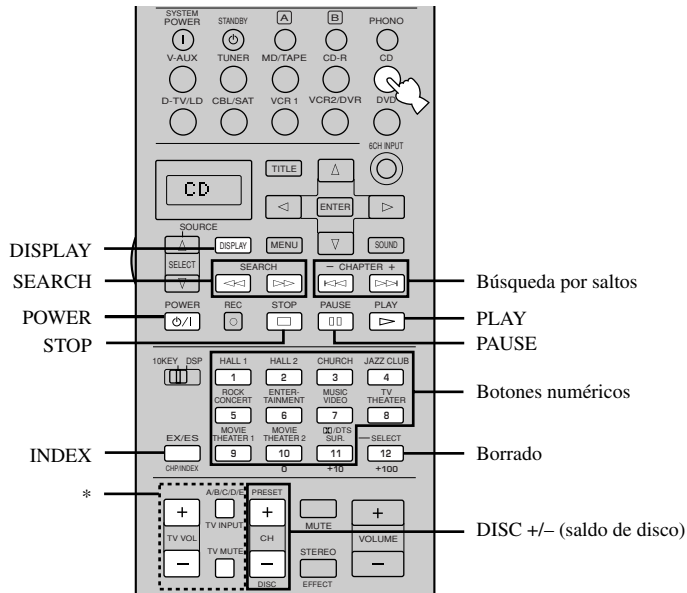 SYSTEM
POWER STANDBY A B PHONO
V-AUX TUNER MD/TAPE CD-R CD
D-TV/LD CBL/SAT VCR 1 VCR2/DVR DVD
6CH INPUT
TITLE
CD
ENTER
SOURCE
DISPLAY DISPLAY MENU SOUND
SELECT
SEARCH SEARCH – CHAPTER + Búsqueda por saltos
POWER POWER REC STOP PAUSE PLAY PLAY
STOP PAUSE
10KEY DSP HALL 1 HALL 2 CHURCH JAZZ CLUB
1 2 3 4
ROCK CONCERT ENTER-TAINMENT MUSIC VIDEO TV THEATER Botones numéricos
5 6 7 8
EX/ES MOVIE THEATER 1 MOVIE THEATER 2 /DTS SUR. SELECT
INDEX 9 10 11 12 Borrado
CHP/INDEX 0 +10 +100
* A/B/C/D/E PRESET
+ + +
TV VOL TV INPUT CH MUTE VOLUME DISC +/– (saldo de disco)
– TV MUTE – STEREO –
DISC EFFECT